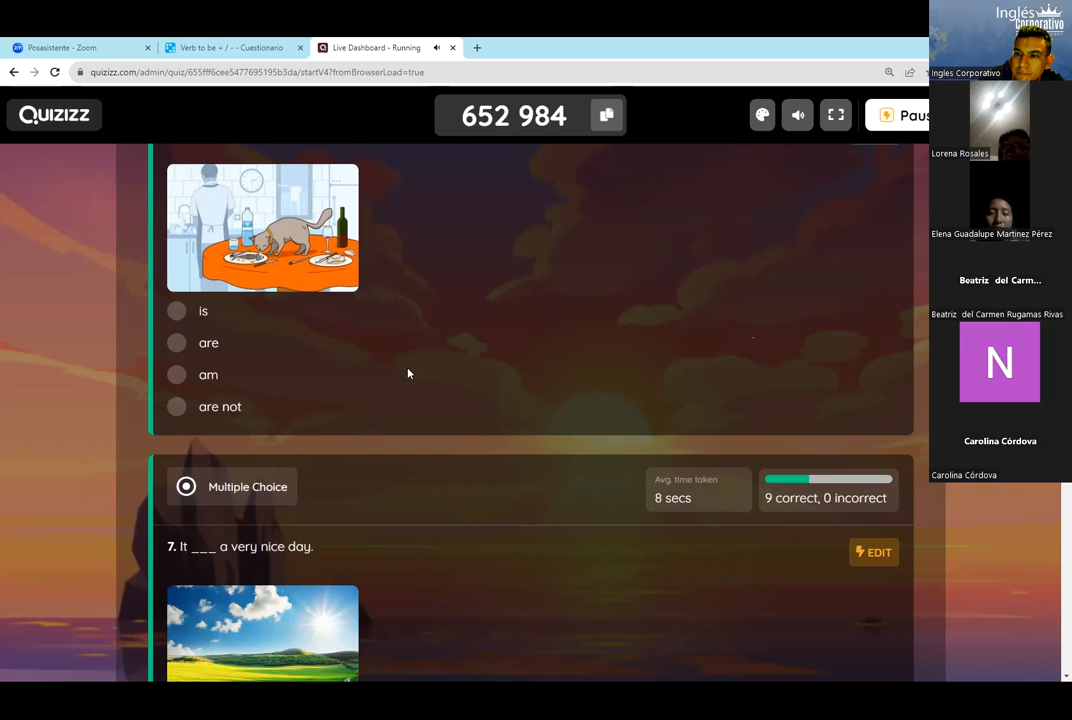 Posasistente - Zoom
Verb to be + / - - Cuestionario
Live Dashboard - Running
quizizz.com/admin/quiz/655fff6cee5477695195b3da/startV4?fromBrowserLoad=true
Quizizz
652 984
Paus
is
are
am
are not
Multiple Choice
Avg. time taken
8 secs
9 correct, 0 incorrect
7. It ___ a very nice day.
EDIT
Inglés
Corporativo
Ingles Corporativo
Lorena Rosales
Elena Guadalupe Martinez Pérez
Beatriz del Carm...
Beatriz del Carmen Rugamas Rivas
N
Carolina Córdova
Carolina Córdova